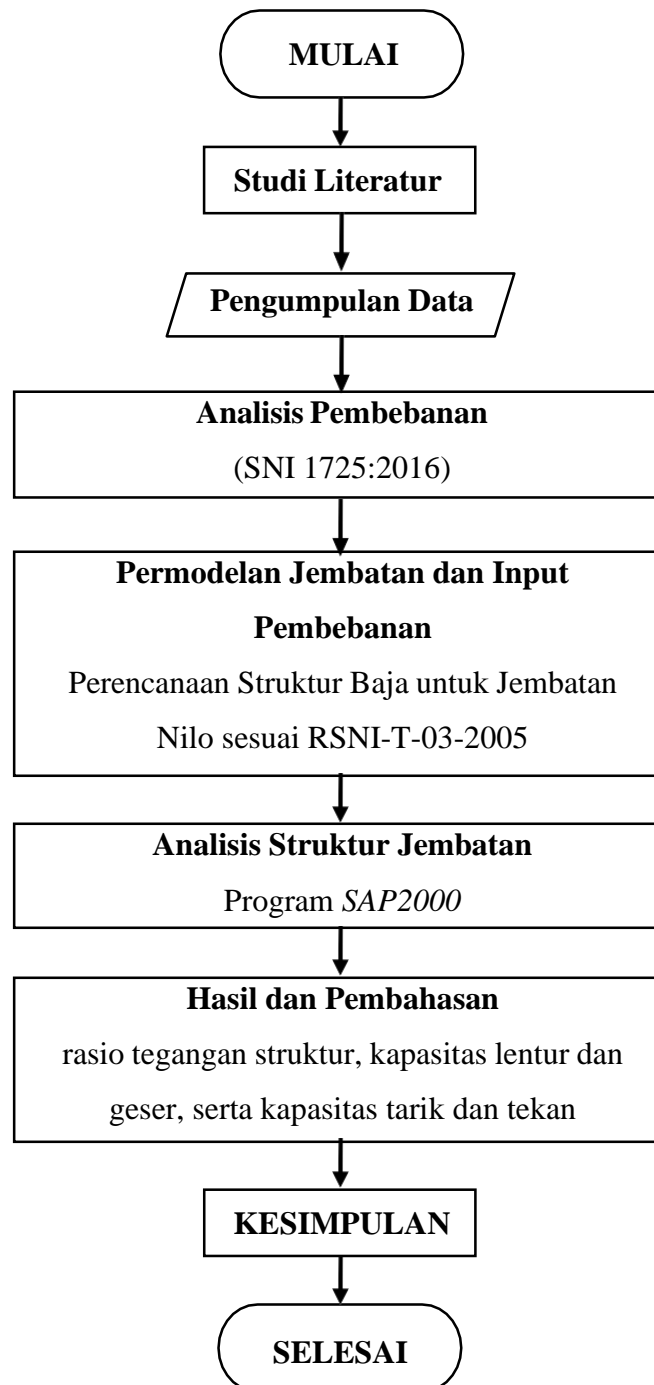 MULAI
Studi Literatur
Pengumpulan Data
Analisis Pembebanan
(SNI 1725:2016)
Permodelan Jembatan dan Input
Pembebanan
Perencanaan Struktur Baja untuk Jembatan
Nilo sesuai RSNI-T-03-2005
Analisis Struktur Jembatan
Program SAP2000
Hasil dan Pembahasan
rasio tegangan struktur, kapasitas lentur dan
geser, serta kapasitas tarik dan tekan
KESIMPULAN
SELESAI